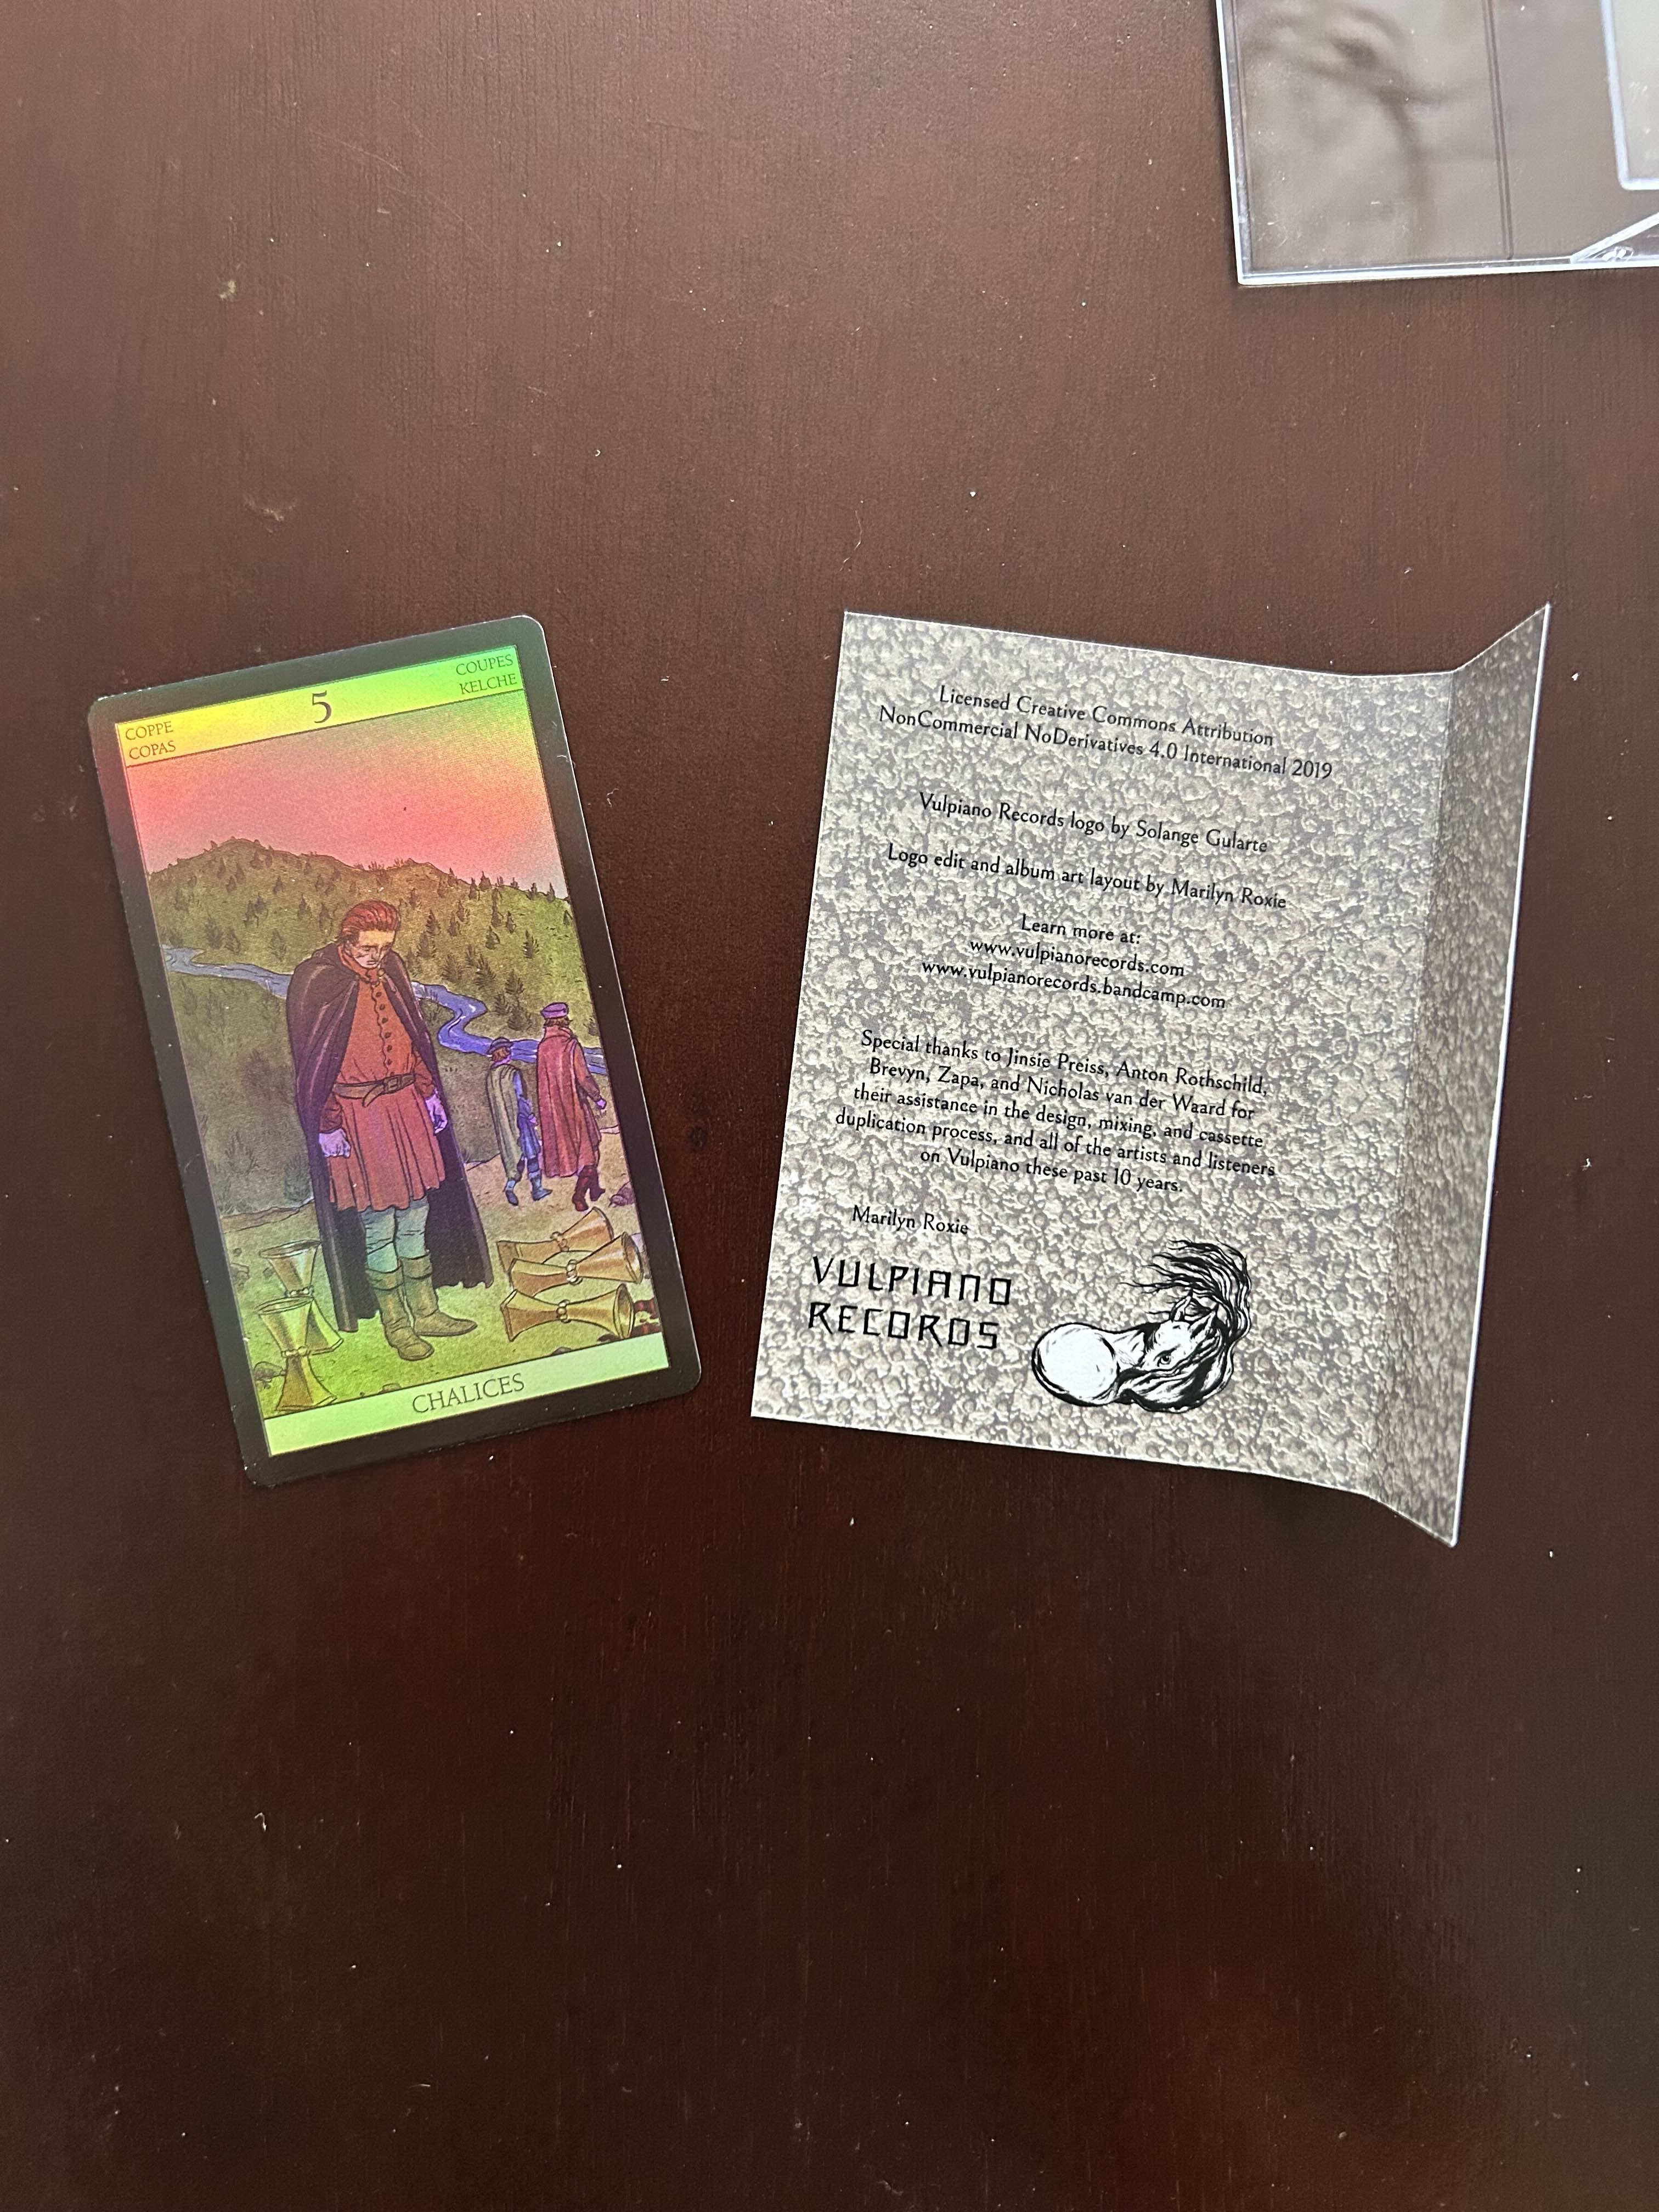 COPPE
COPAS
5
COUPES
KELCHE
CHALICES
Licensed Creative Commons Attribution
NonCommercial NoDerivatives 4.0 International 2019
Vulpiano Records logo by Solange Gularte
Logo edit and album art layout by Marilyn Roxie
Learn more at:
www.vulpianorecords.com
www.vulpianorecords.bandcamp.com
Special thanks to Jinsie Preiss, Anton Rothschild,
Brevyn, Zapa, and Nicholas van der Waard for
their assistance in the design, mixing, and cassette
duplication process, and all of the artists and listeners
on Vulpiano these past 10 years.
Marilyn Roxie
VULPIANO
RECORDS